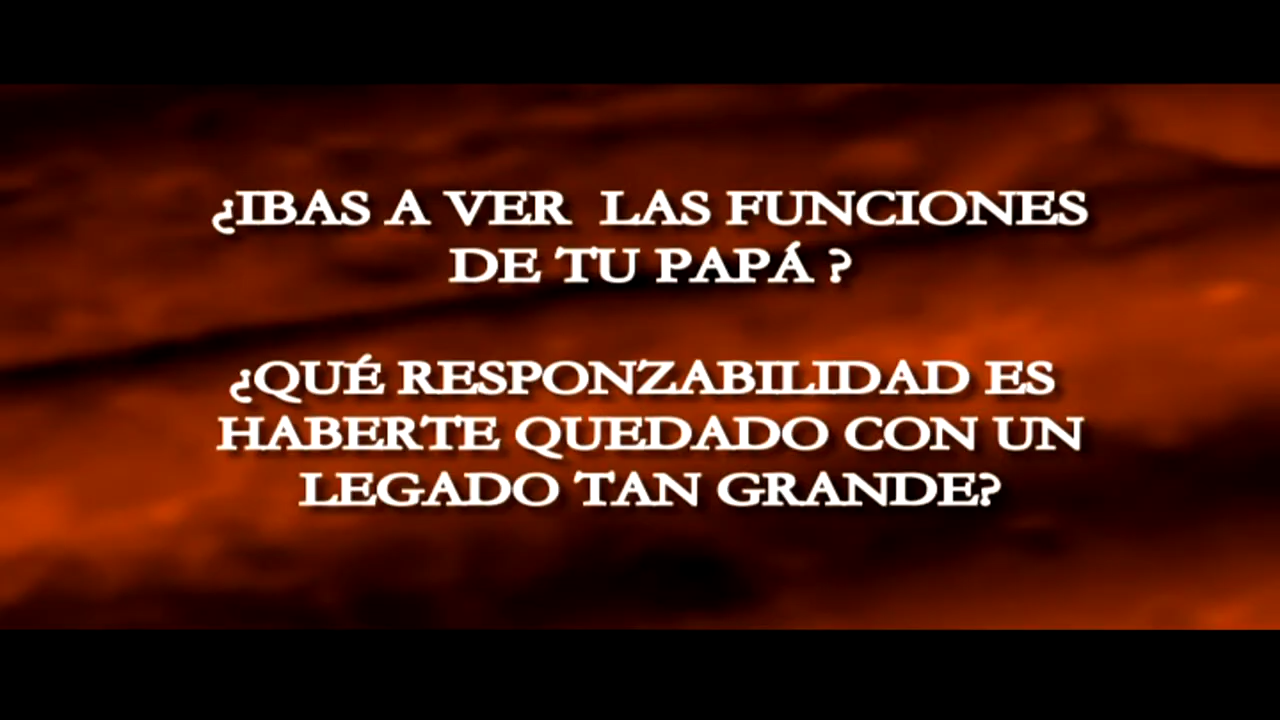 ¿IBAS A VER LAS FUNCIONES
DE TU PAPÁ ?
¿QUÉ RESPONZABILIDAD ES
HABERTE QUEDADO CON UN
LEGADO TAN GRANDE?